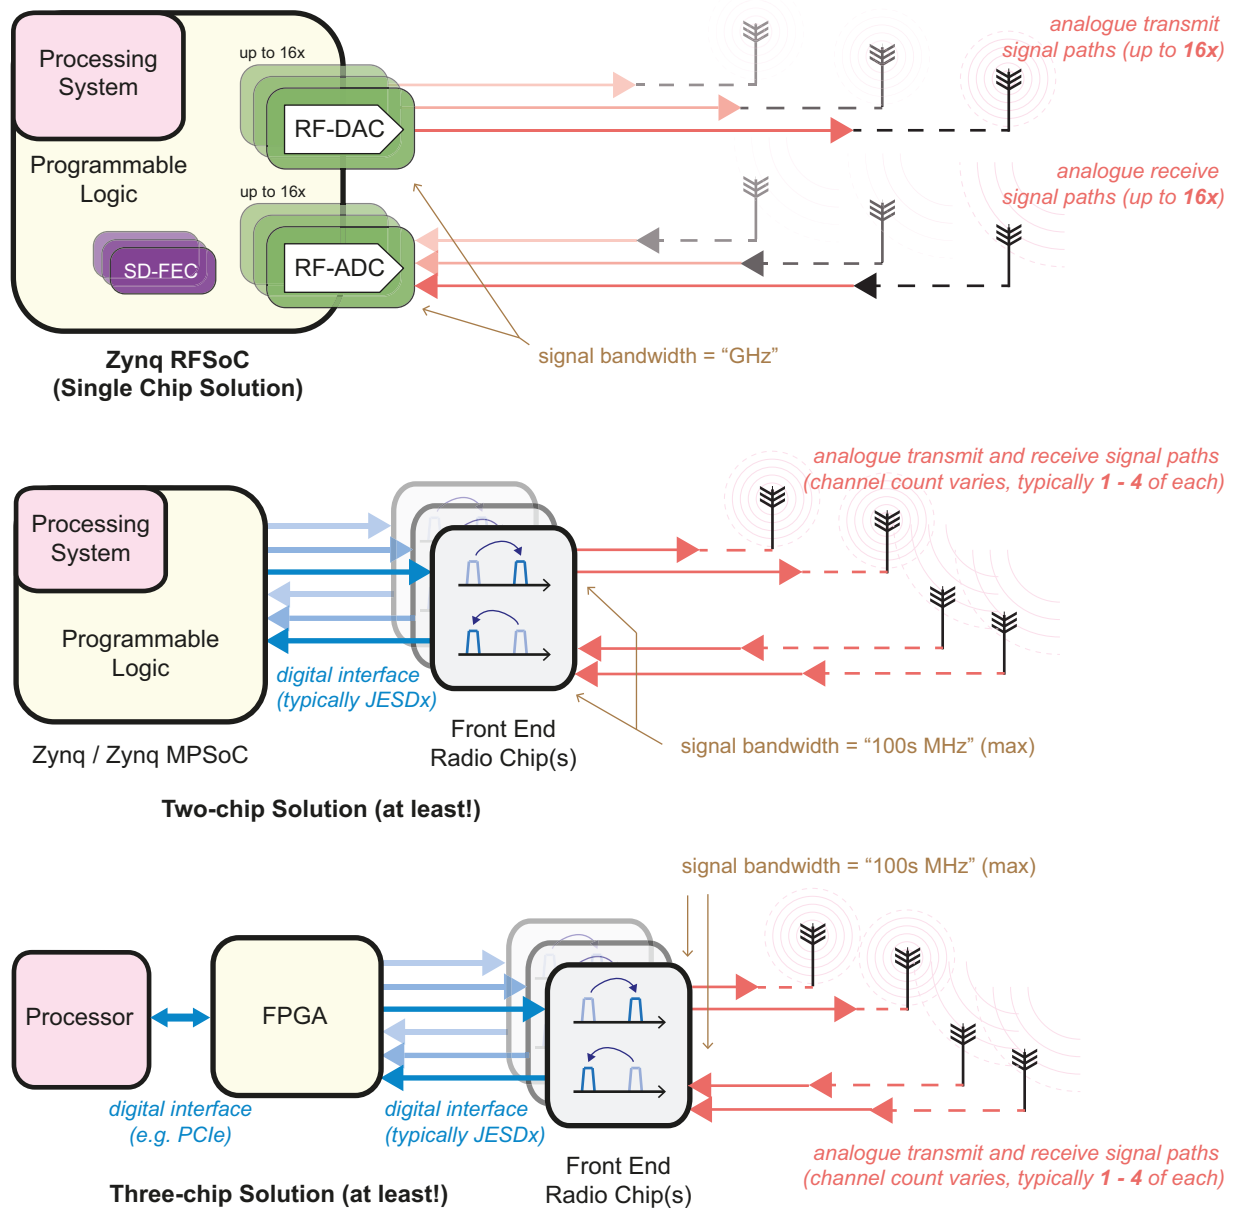 analogue transmit
signal paths (up to 16x)
Processing
System
up to 16x
RF-DAC
Programmable
Logic
analogue receive
signal paths (up to 16x)
up to 16x
SD-FEC
RF-ADC
signal bandwidth = “GHz”
Zynq RFSoC
(Single Chip Solution)
analogue transmit and receive signal paths
(channel count varies, typically 1 - 4 of each)
Processing
System
Programmable
Logic
digital interface
(typically JESDx)
Front End
Radio Chip(s)
signal bandwidth = “100s MHz” (max)
Zynq / Zynq MPSoC
Two-chip Solution (at least!)
signal bandwidth = “100s MHz” (max)
Processor
FPGA
digital interface
(e.g. PCIe)
digital interface
(typically JESDx)
Front End
Radio Chip(s)
analogue transmit and receive signal paths
(channel count varies, typically 1 - 4 of each)
Three-chip Solution (at least!)